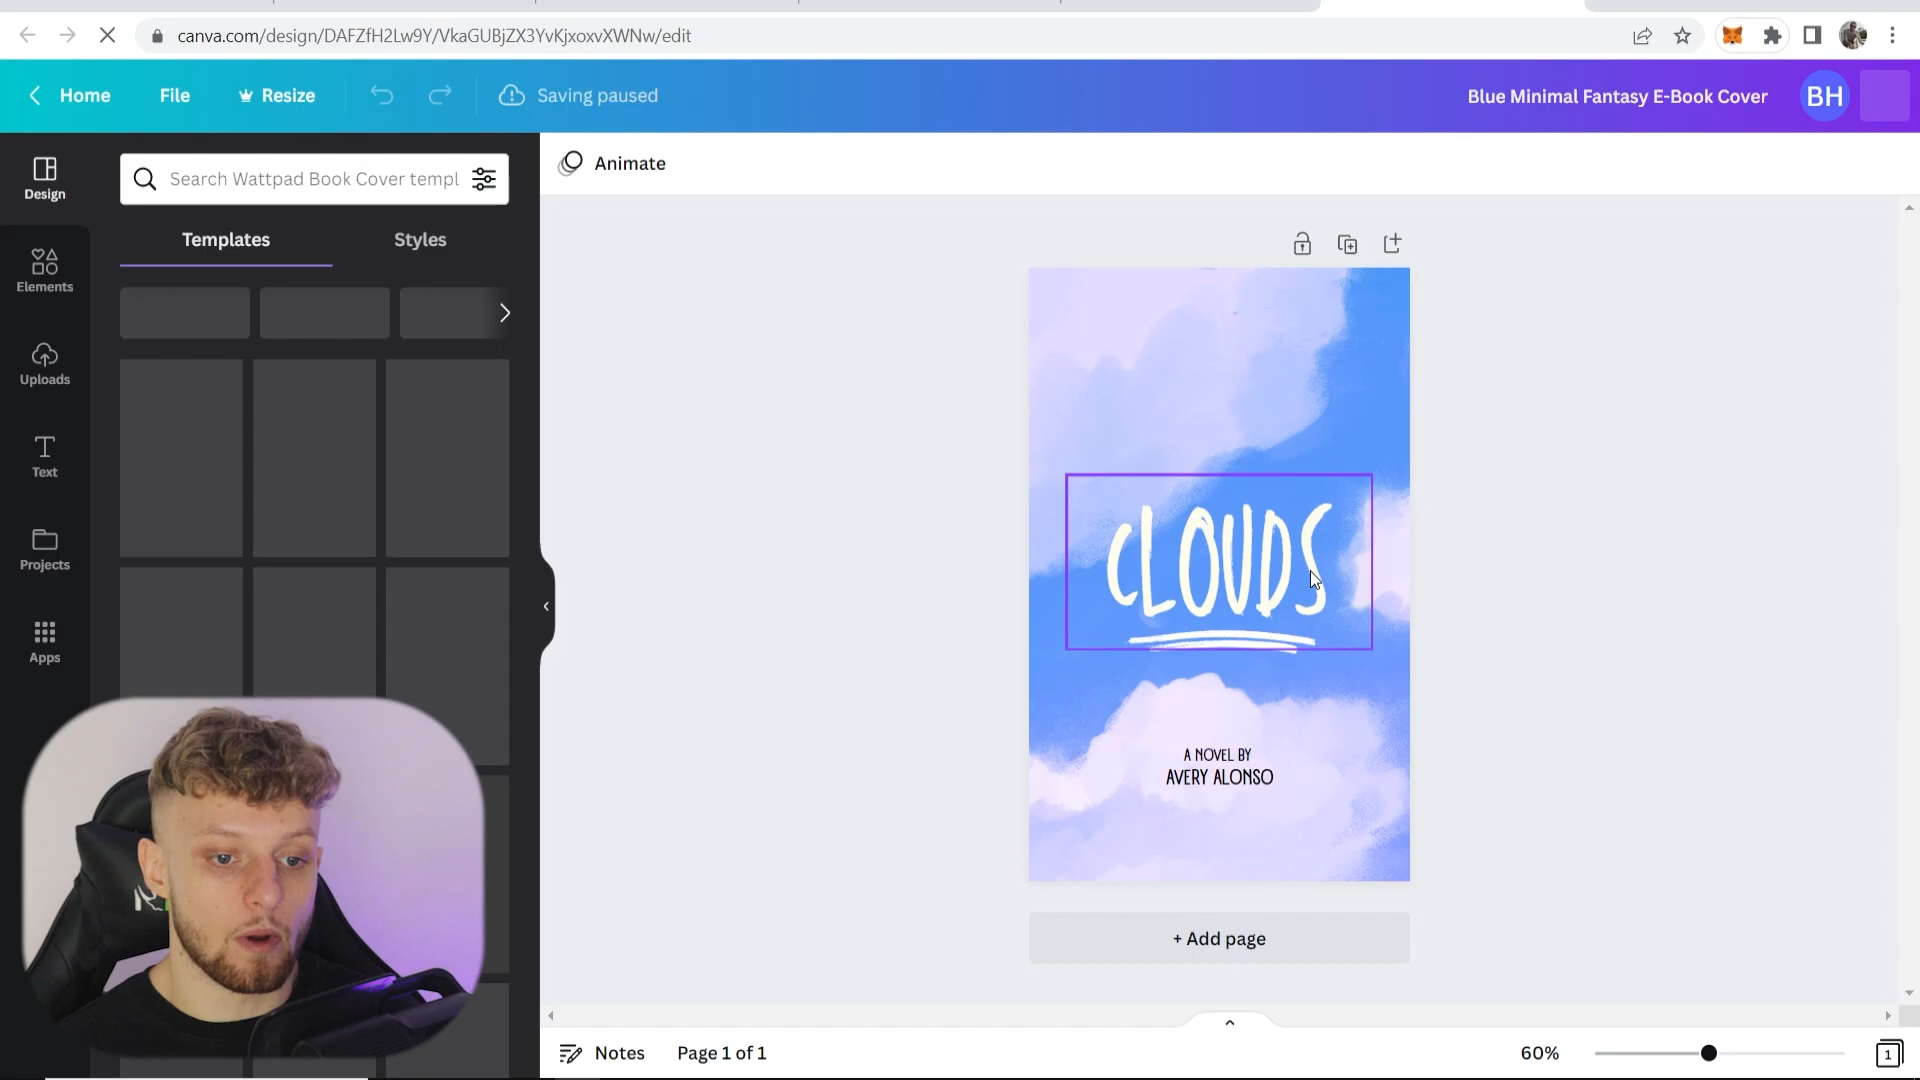 canva.com/design/DAFZfH2Lw9Y/VkaGUBjZX3YvKjxoxvXWNw/edit
Home File Resize Saving paused Blue Minimal Fantasy E-Book Cover BH
Design
Search Wattpad Book Cover templ
Animate
Templates Styles
Elements
Uploads
Text
Projects
Apps
CLOUDS
A NOVEL BY
AVERY ALONSO
+ Add page
Notes Page 1 of 1 60% 1